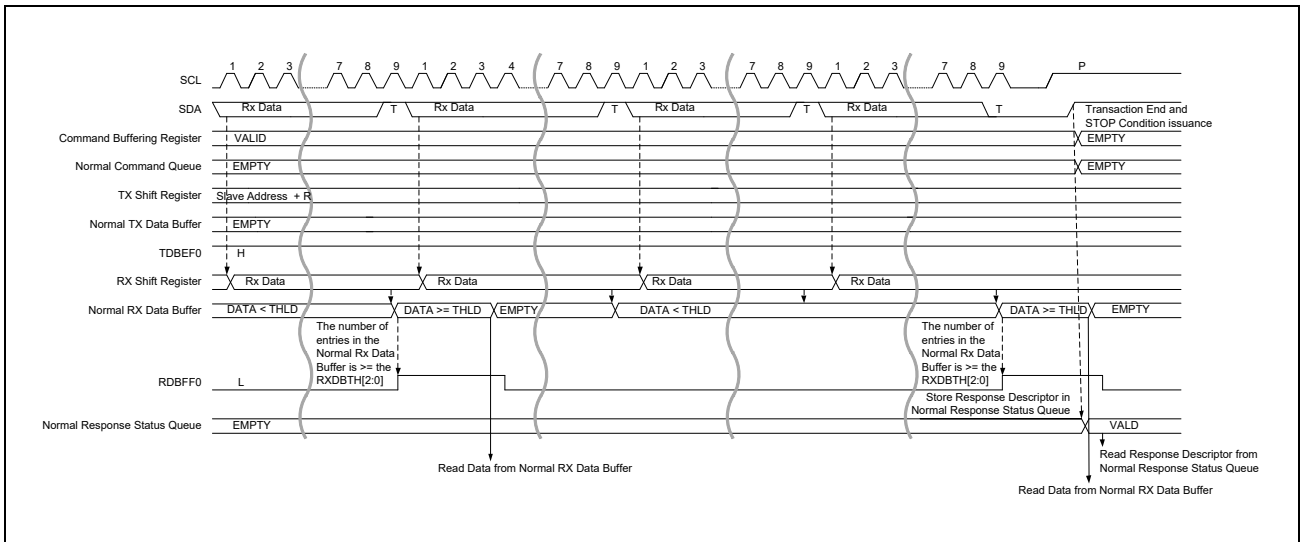 1 2 3 7 8 9 1 2 3 4 7 8 9 1 2 3 7 8 9 1 2 3 7 8 9 P
SCL
SDA Rx Data T Rx Data T Rx Data T Rx Data T Transaction End and
STOP Condition issuance
Command Buffering Register VALID EMPTY
Normal Command Queue EMPTY EMPTY
TX Shift Register Slave Address + R
Normal TX Data Buffer EMPTY
TDBEF0 H
RX Shift Register Rx Data Rx Data Rx Data Rx Data
Normal RX Data Buffer DATA < THLD DATA >= THLD EMPTY DATA < THLD DATA >= THLD EMPTY
The number of
entries in the
Normal Rx Data
Buffer is >= the
RXDBTH[2:0]
The number of
entries in the
Normal Rx Data
Buffer is >= the
RXDBTH[2:0]
RDBFF0 L
Store Response Descriptor in
Normal Response Status Queue
Normal Response Status Queue EMPTY VALD
Read Response Descriptor from
Normal Response Status Queue
Read Data from Normal RX Data Buffer
Read Data from Normal RX Data Buffer